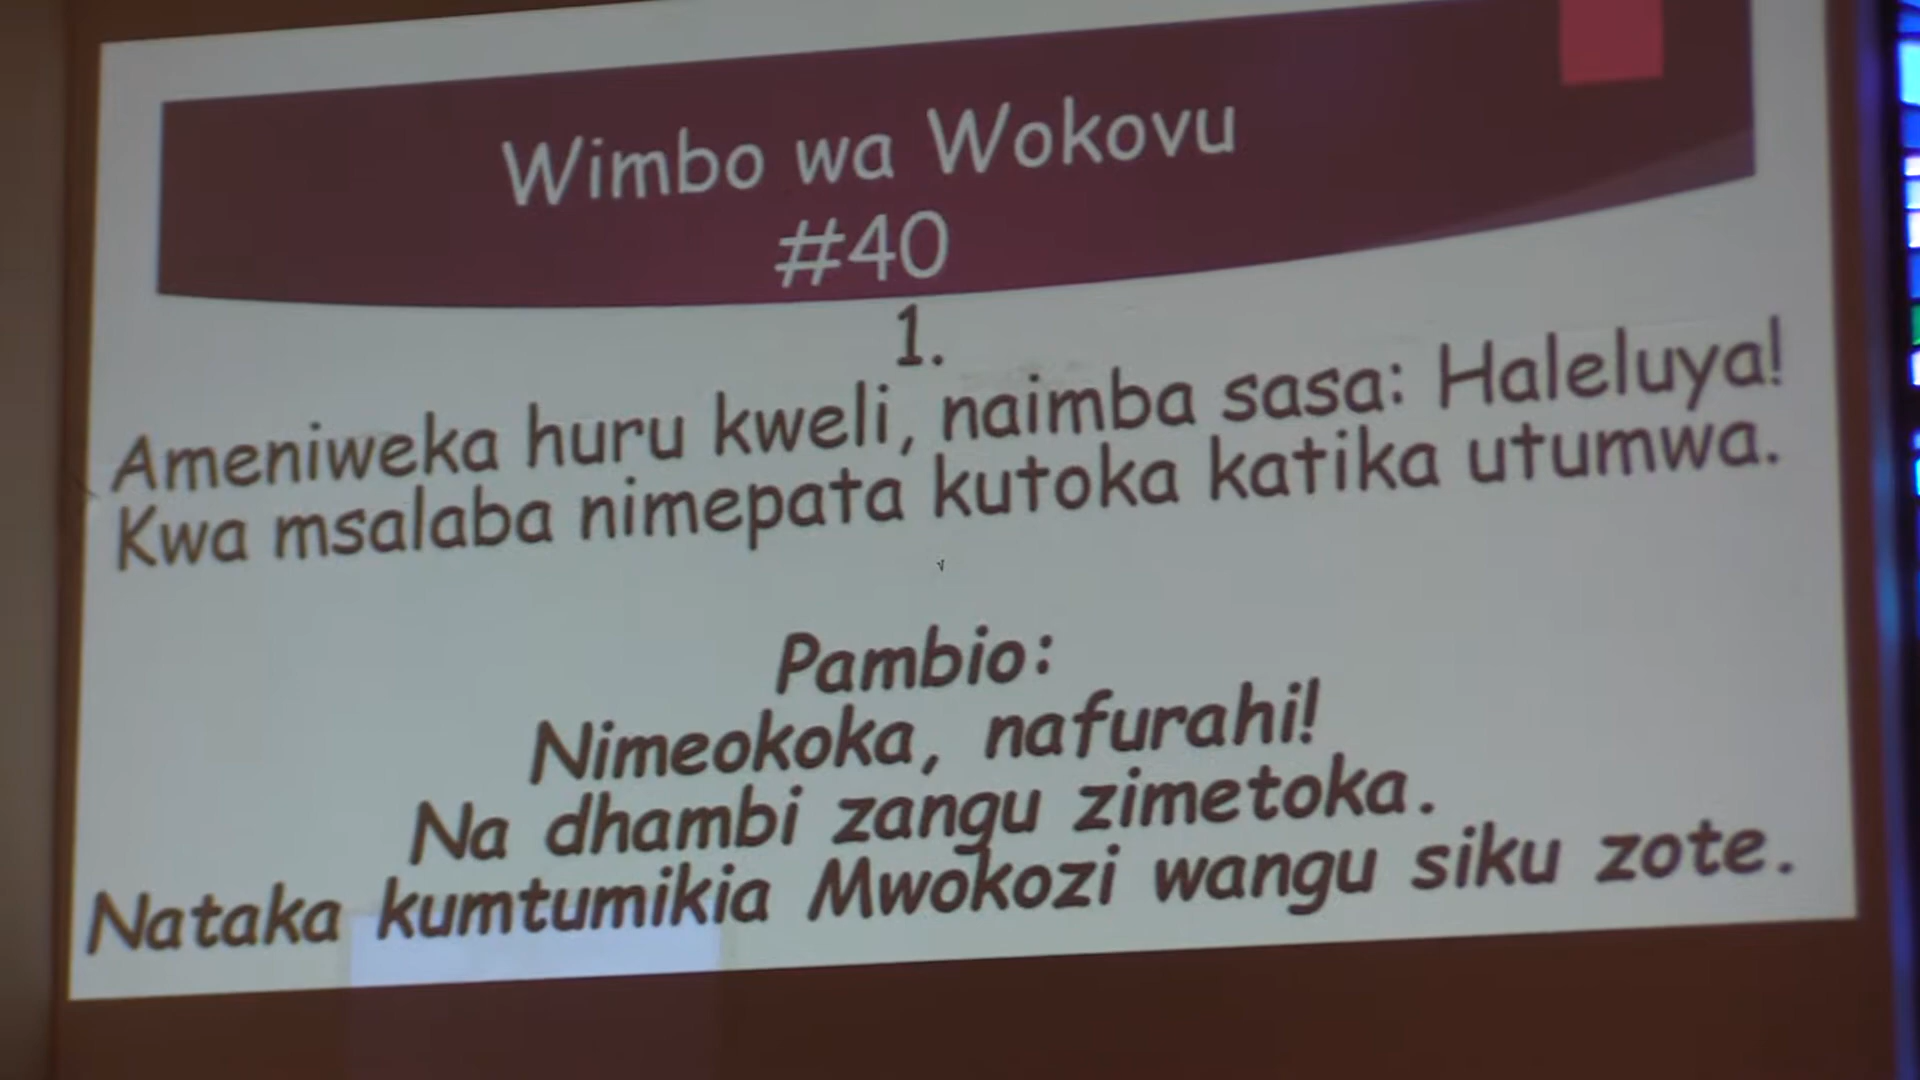 Wimbo wa Wokovu
#40
1.
Ameniweka huru kweli, naimba sasa: Haleluya!
Kwa msalaba nimepata kutoka katika utumwa.
Pambio:
Nimeokoka, nafurahi!
Na dhambi zangu zimetoka.
Nataka kumtumikia Mwokozi wangu siku zote.